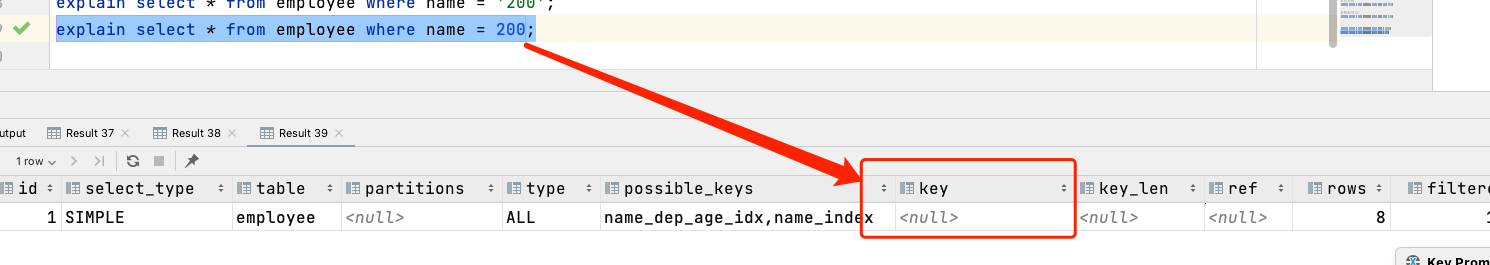 explain select * from employee where name = '200';
explain select * from employee where name = 200;
utput Result 37 Result 38 Result 39
1 row
id select_type table partitions type possible_keys key key_len ref rows filtere
1 SIMPLE employee <null> ALL name_dep_age_idx,name_index <null> <null> <null> 8
Key Prom